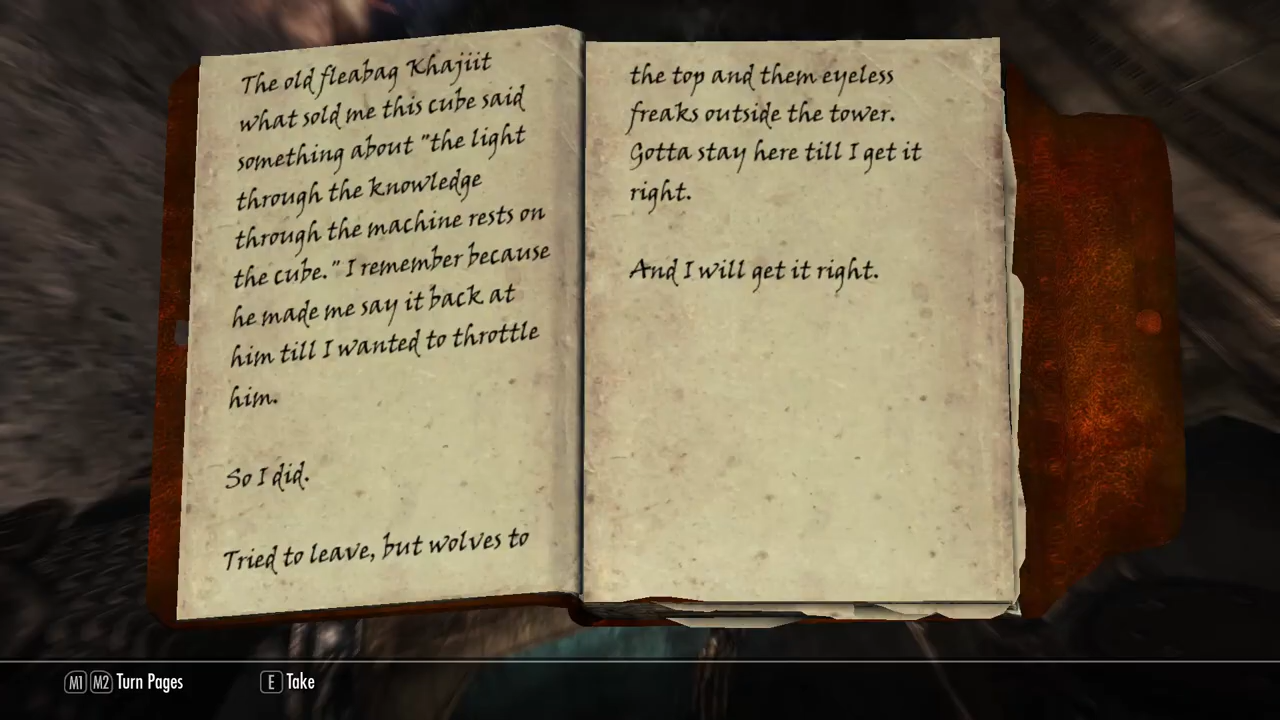 The old fleabag Khajiit
what sold me this cube said
something about "the light
through the knowledge
through the machine rests on
the cube." I remember because
he made me say it back at
him till I wanted to throttle
him.
So I did.
Tried to leave, but wolves to
the top and them eyeless
freaks outside the tower.
Gotta stay here till I get it
right.
And I will get it right.
M1 M2 Turn Pages
E Take